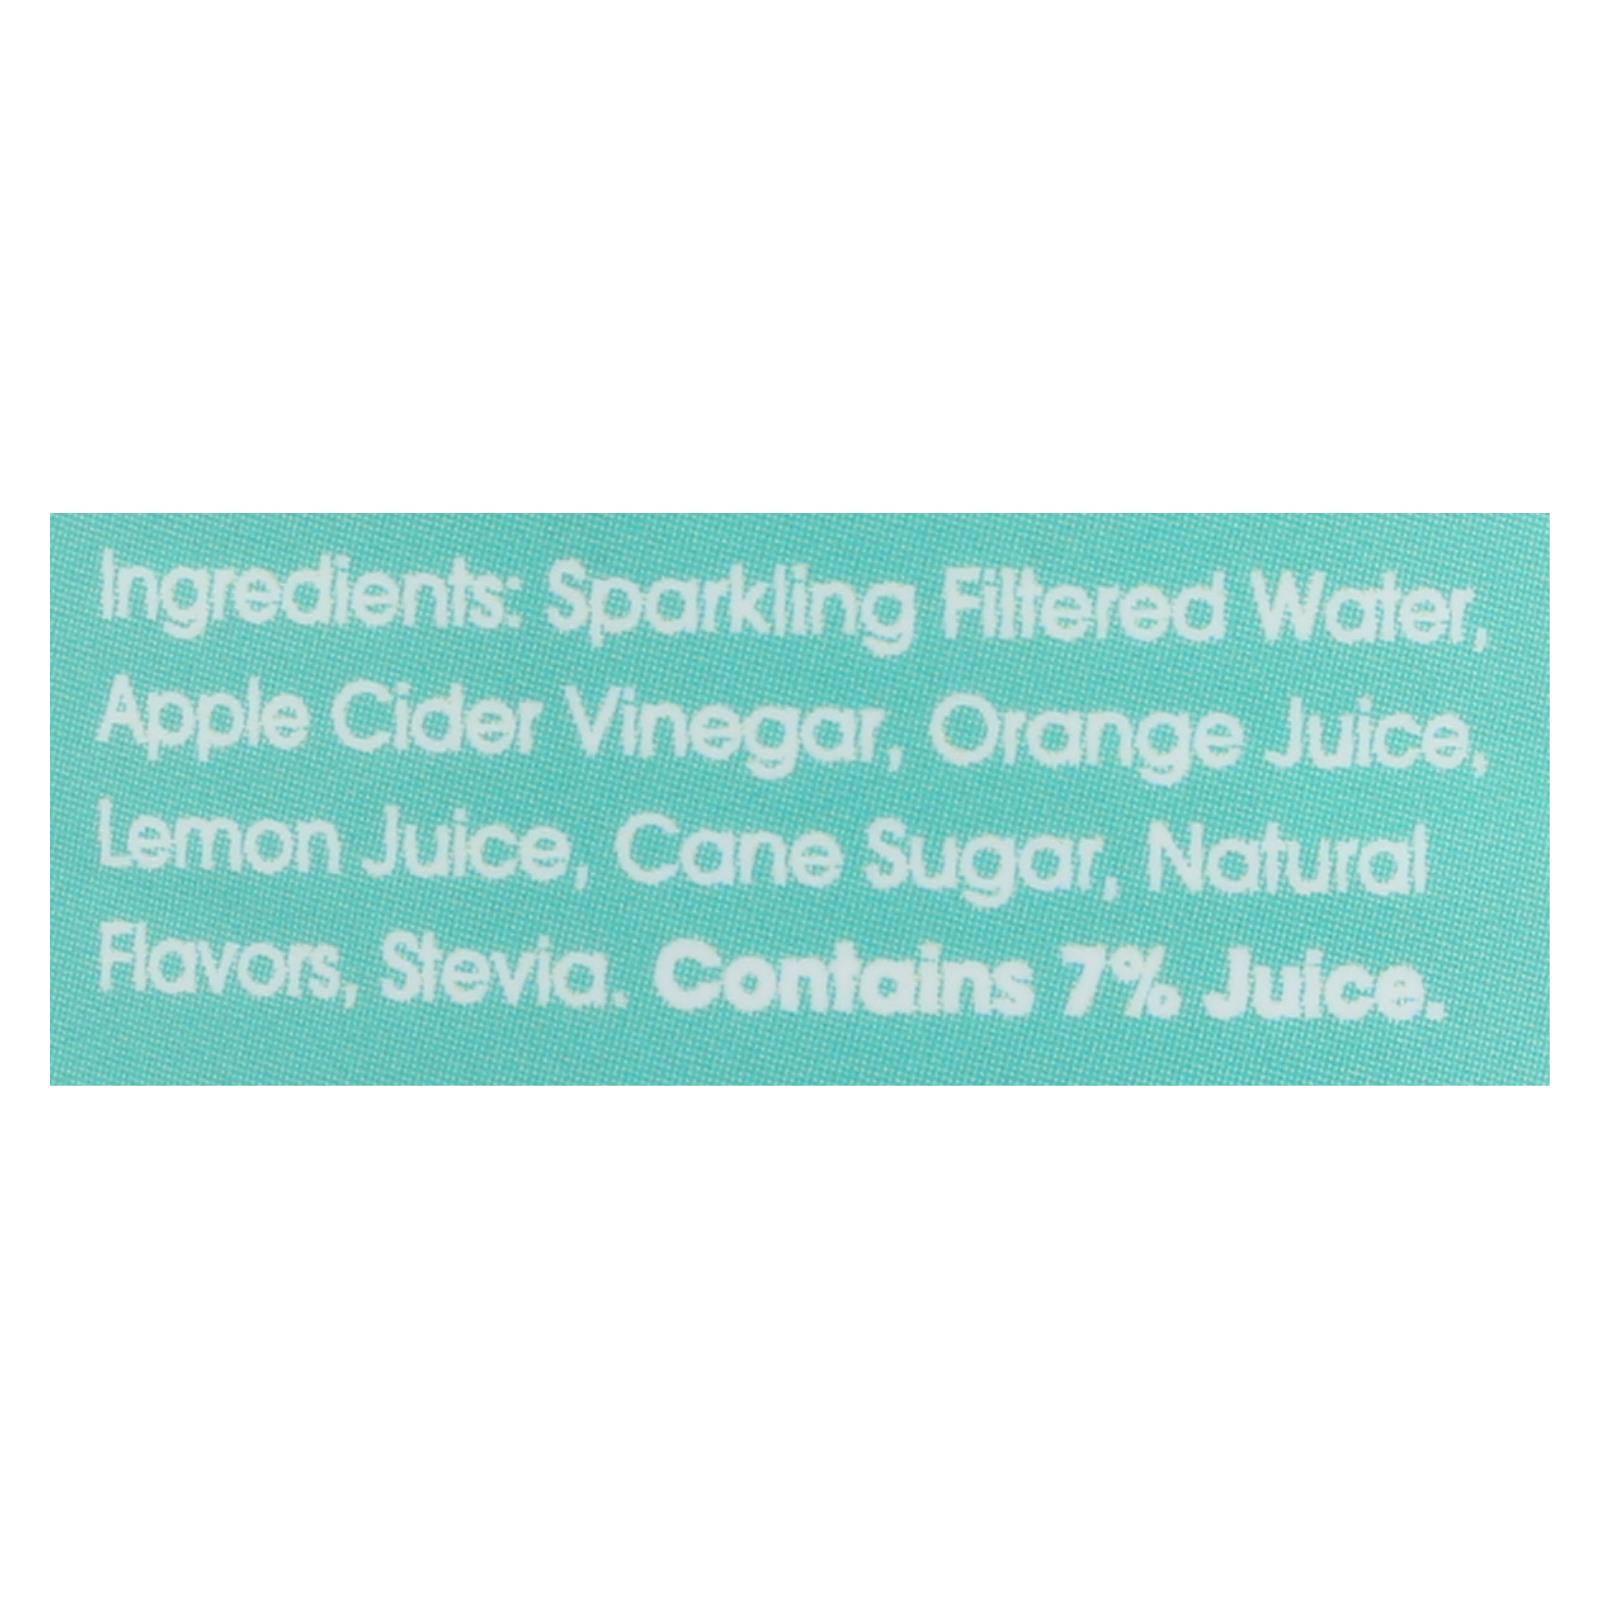 Ingredients: Sparkling Filtered Water,
Apple Cider Vinegar, Orange Juice,
Lemon Juice, Cane Sugar, Natural
Flavors, Stevia. Contains 7% Juice.